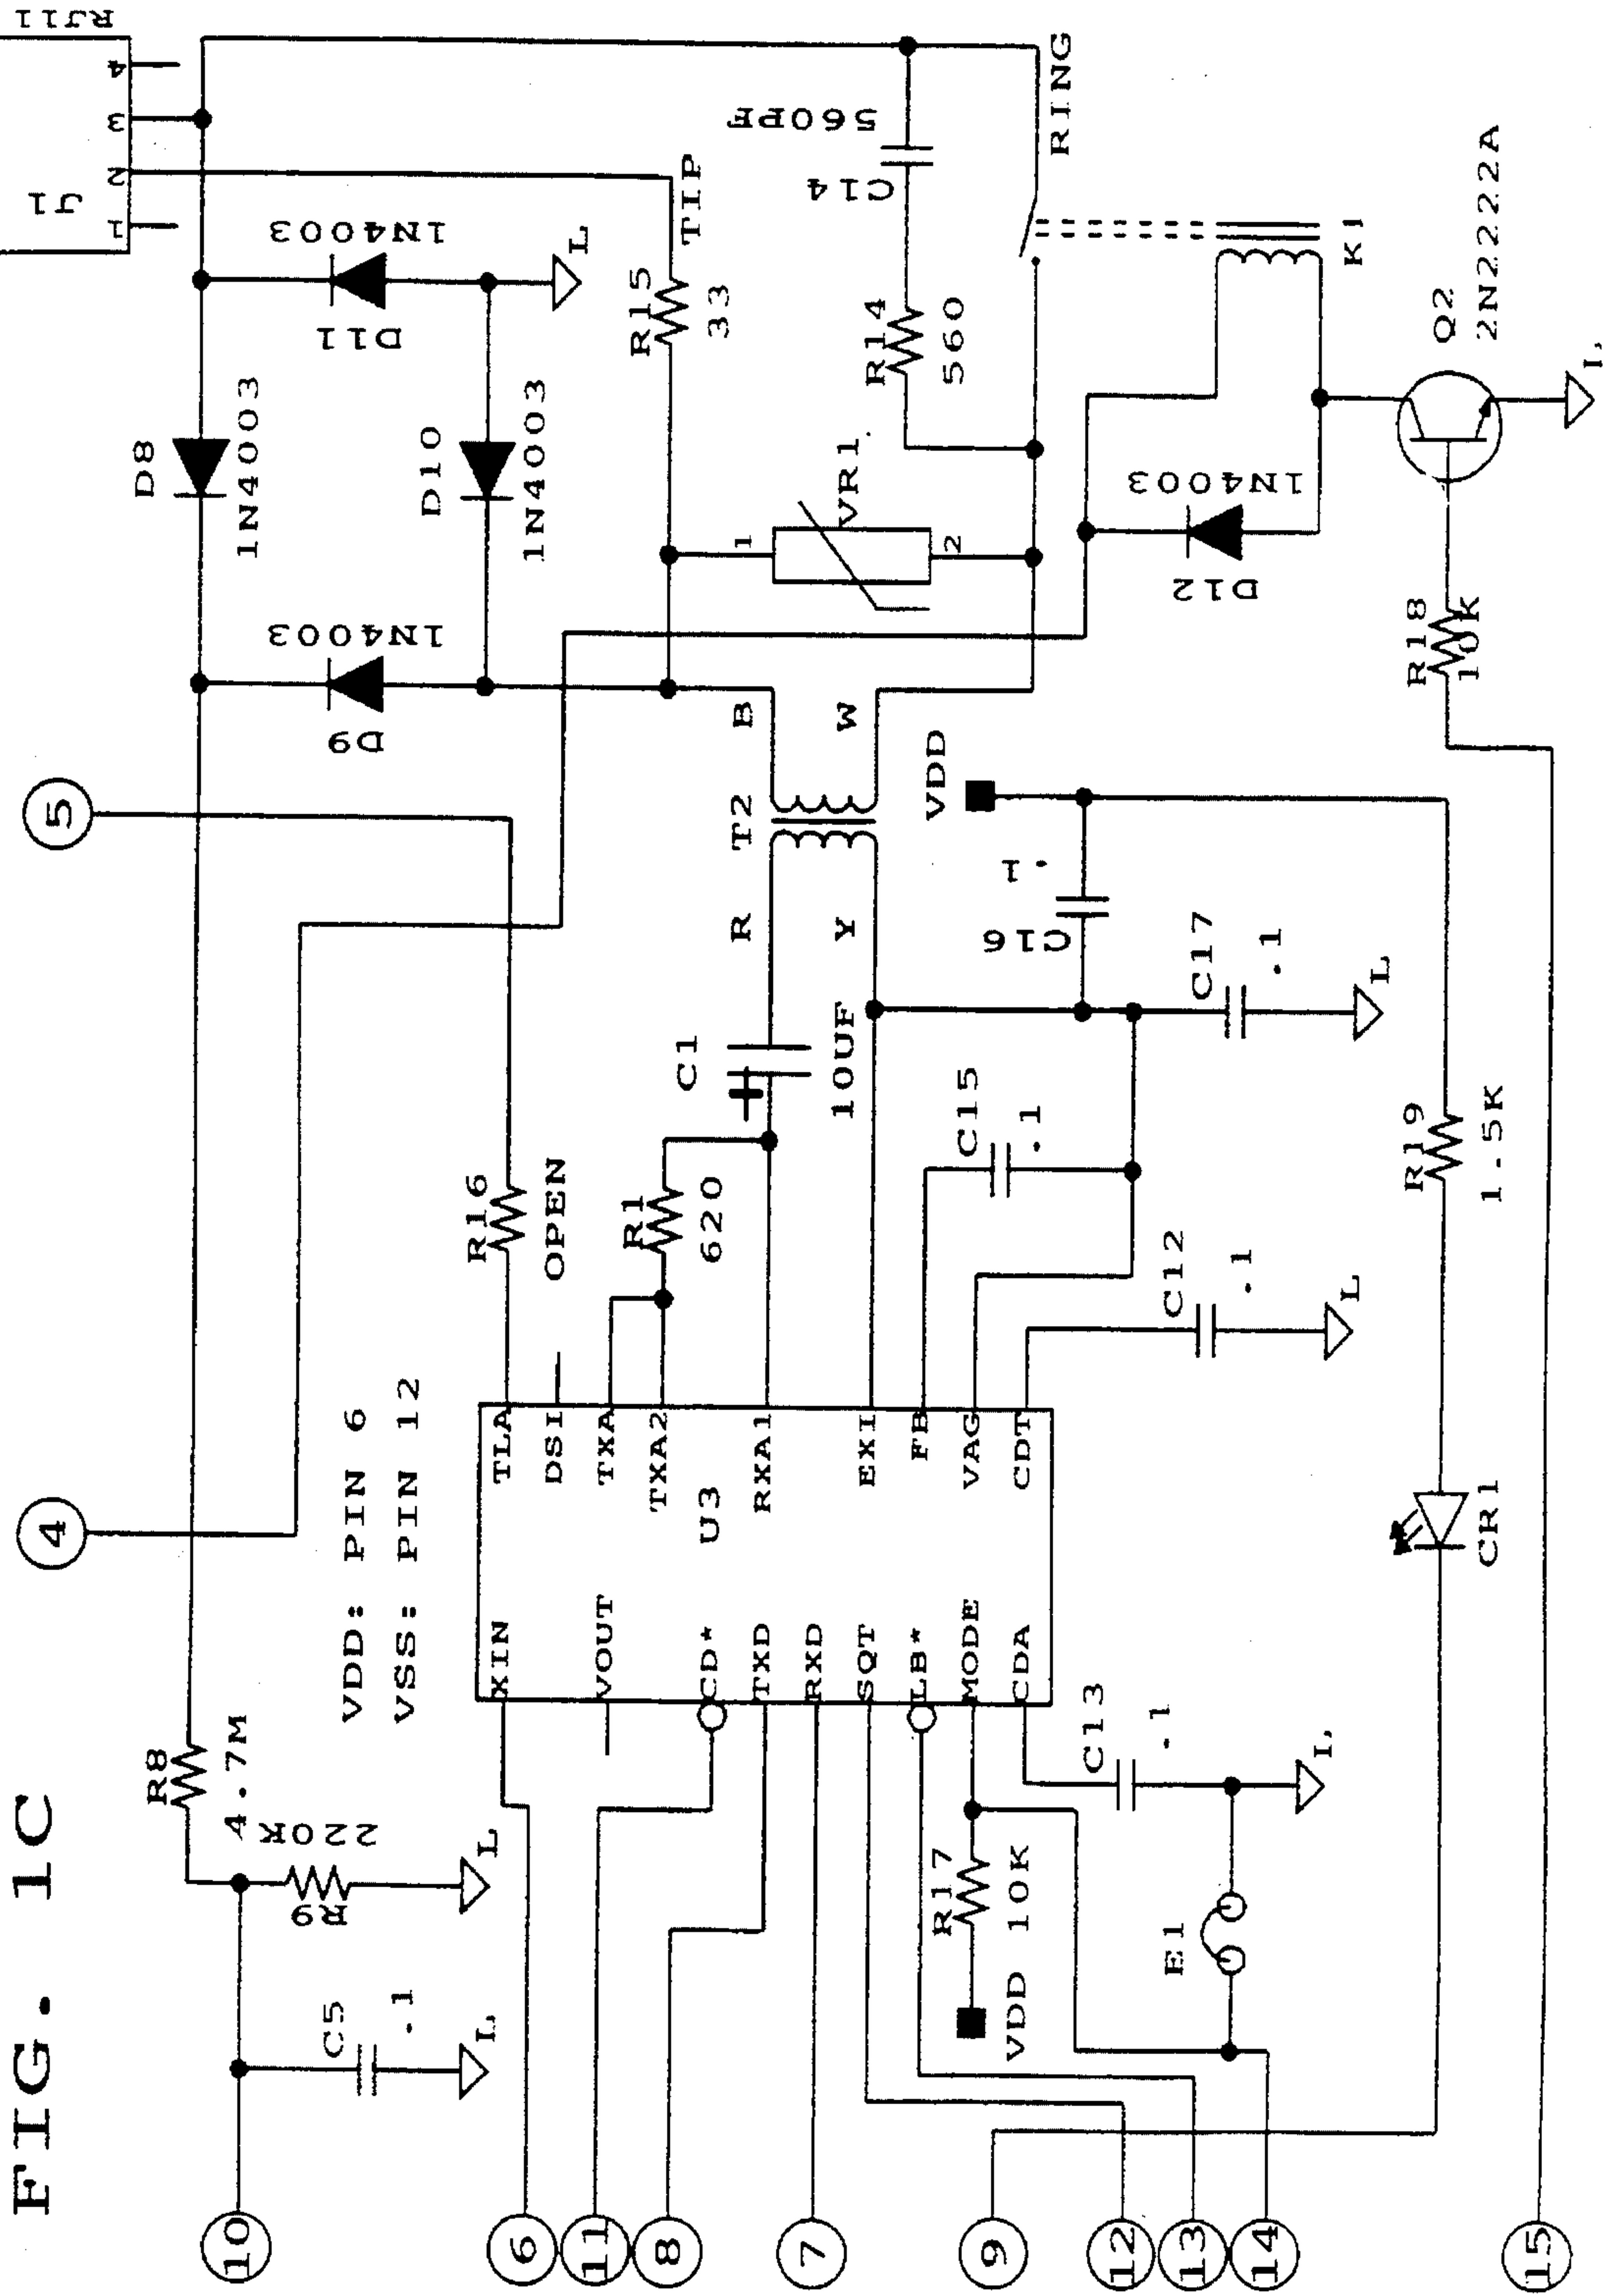 FIG. 1C
4
5
J1
RJ11
1
2
3
4
D8
1N4003
D11
1N4003
D10
1N4003
D9
1N4003
L
R8
4.7M
R9
220K
L
C5
.1
L
10
VDD: PIN 6
VSS: PIN 12
R16
OPEN
R15
33
TIP
R1
620
C1
10UF
R
Y
T2
B
W
VR1
1
2
R14
560
C14
560PF
RING
K1
D12
1N4003
Q2
2N2222A
R18
10K
XIN
VOUT
CD*
TXD
RXD
SQT
LB*
MODE
CDA
U3
TLA
DSI
TXA
TXA2
RXA1
EXI
FB
VAG
CDT
C15
.1
C12
.1
L
C16
.1
C17
.1
L
VDD
R19
1.5K
CR1
C13
.1
R17
10K
VDD
E1
6
11
8
7
9
12
13
14
15